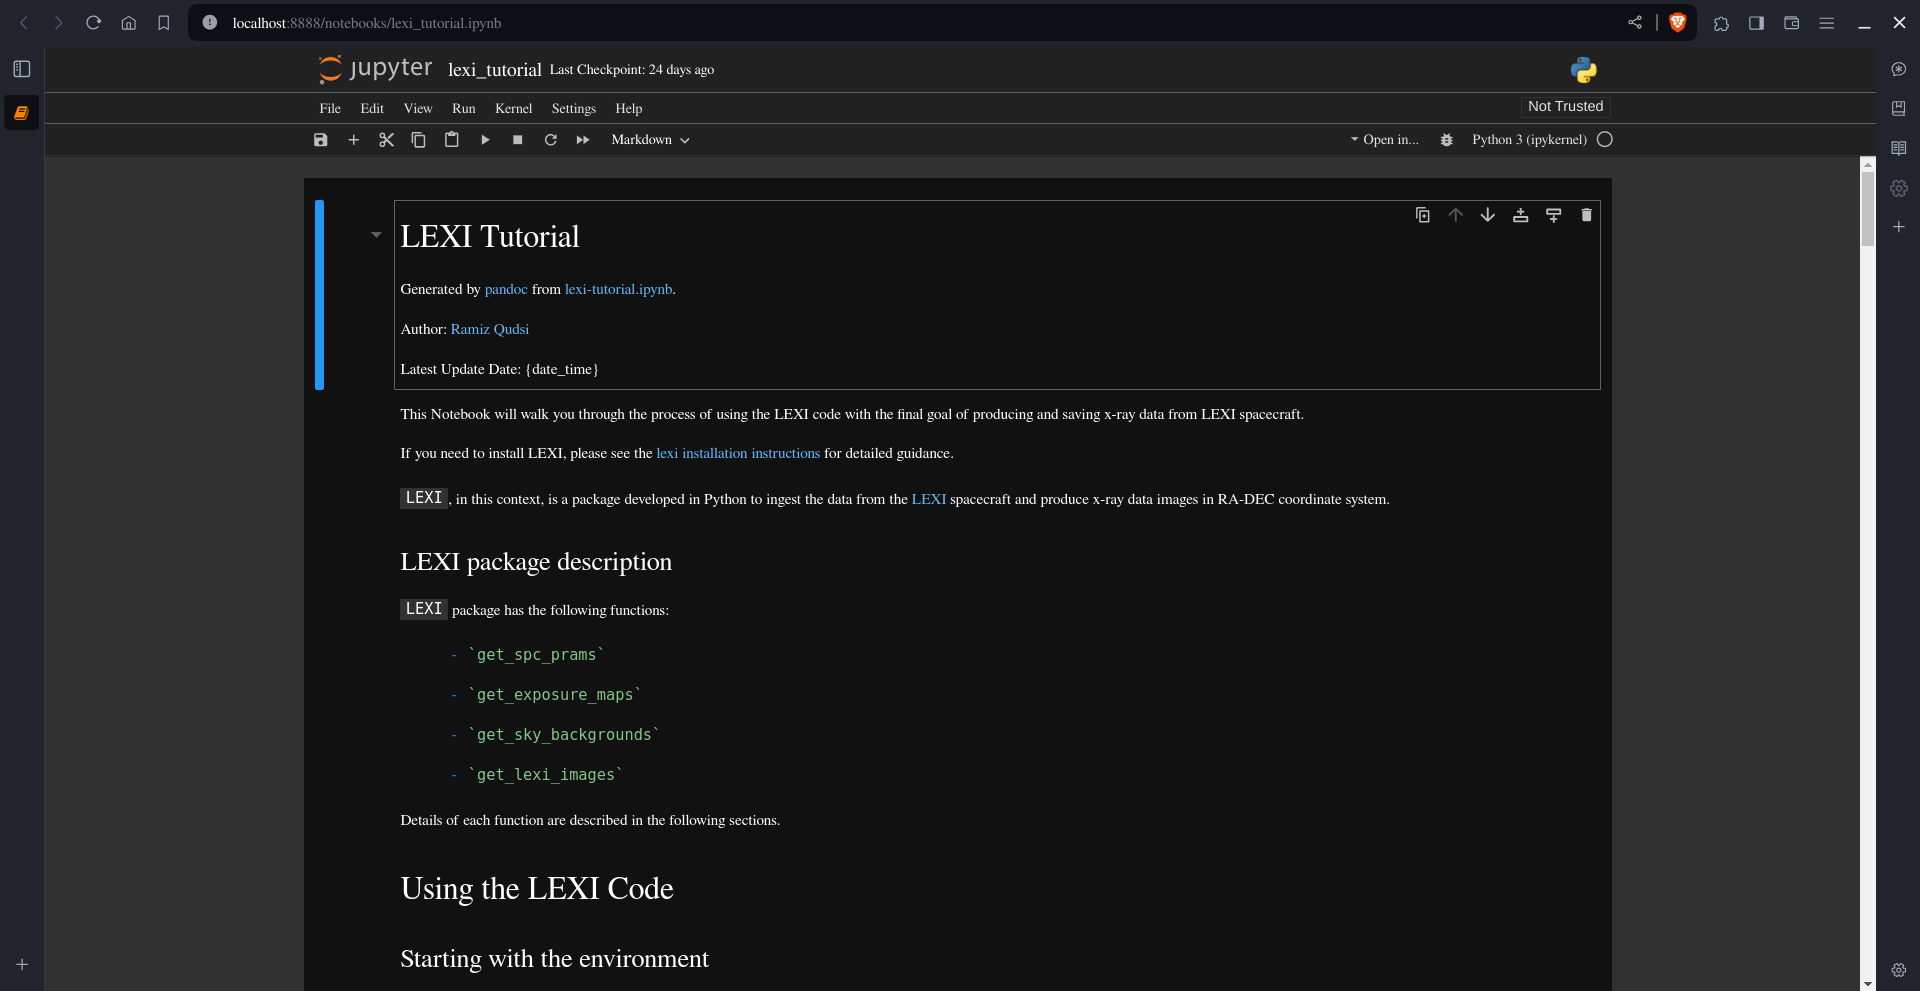 localhost:8888/notebooks/lexi_tutorial.ipynb
jupyter lexi_tutorial Last Checkpoint: 24 days ago
File Edit View Run Kernel Settings Help Not Trusted
Markdown Open in... Python 3 (ipykernel)
LEXI Tutorial
Generated by pandoc from lexi-tutorial.ipynb.
Author: Ramiz Qudsi
Latest Update Date: {date_time}
This Notebook will walk you through the process of using the LEXI code with the final goal of producing and saving x-ray data from LEXI spacecraft.
If you need to install LEXI, please see the lexi installation instructions for detailed guidance.
LEXI, in this context, is a package developed in Python to ingest the data from the LEXI spacecraft and produce x-ray data images in RA-DEC coordinate system.
LEXI package description
LEXI package has the following functions:
- `get_spc_prams`
- `get_exposure_maps`
- `get_sky_backgrounds`
- `get_lexi_images`
Details of each function are described in the following sections.
Using the LEXI Code
Starting with the environment